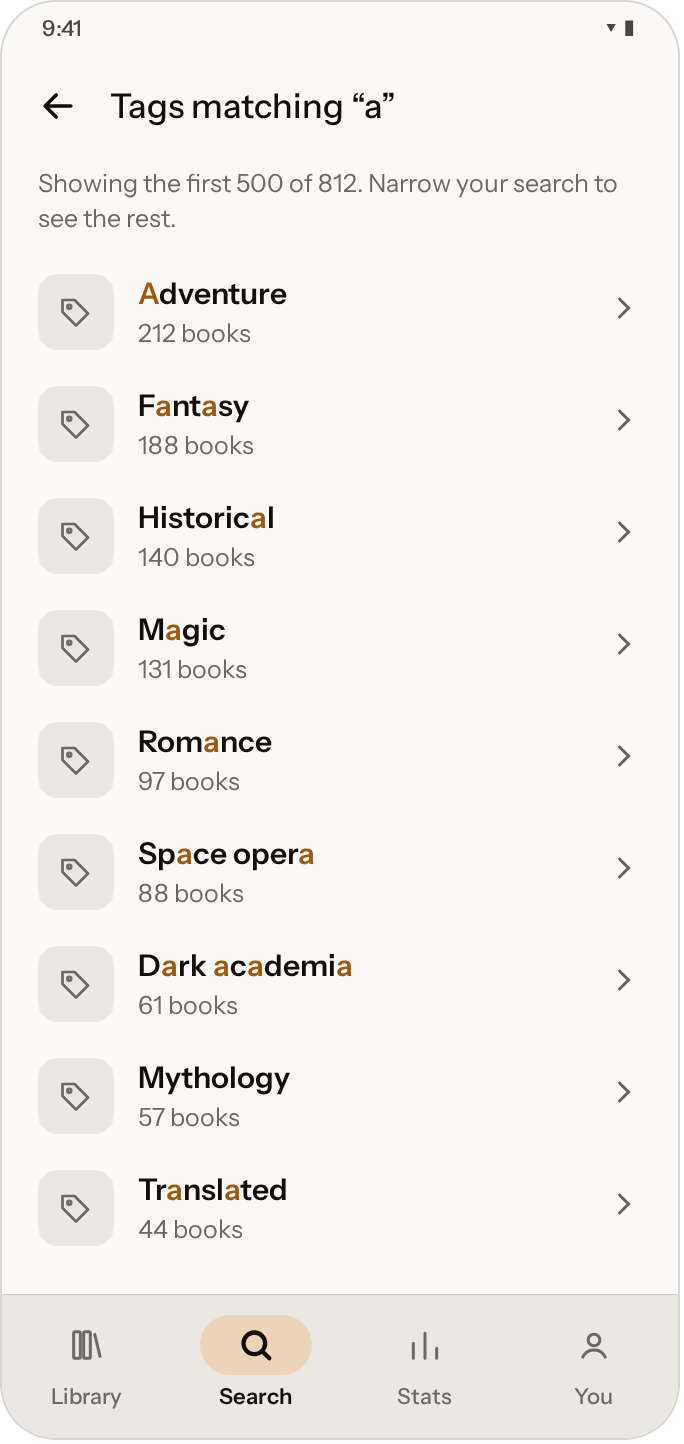 9:41
Tags matching “a”
Showing the first 500 of 812. Narrow your search to
see the rest.
Adventure
212 books
Fantasy
188 books
Historical
140 books
Magic
131 books
Romance
97 books
Space opera
88 books
Dark academia
61 books
Mythology
57 books
Translated
44 books
Library
Search
Stats
You